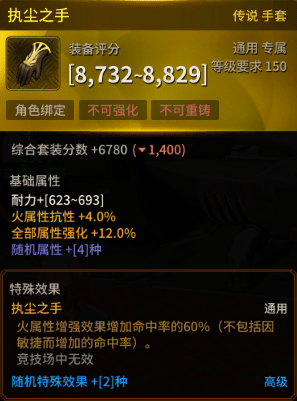 执尘之手 传说 手套
装备评分 通用 专属
[8,732~8,829] 等级要求 150
角色绑定 不可强化 不可重铸
综合套装分数 +6780 (▼1,400)
基础属性
耐力+[623~693]
火属性抗性 +4.0%
全部属性强化 +12.0%
随机属性 +[4]种
特殊效果
执尘之手 通用
火属性增强效果增加命中率的60%（不包括因
敏捷而增加的命中率）。
竞技场中无效
随机特殊效果 +[2]种 高级